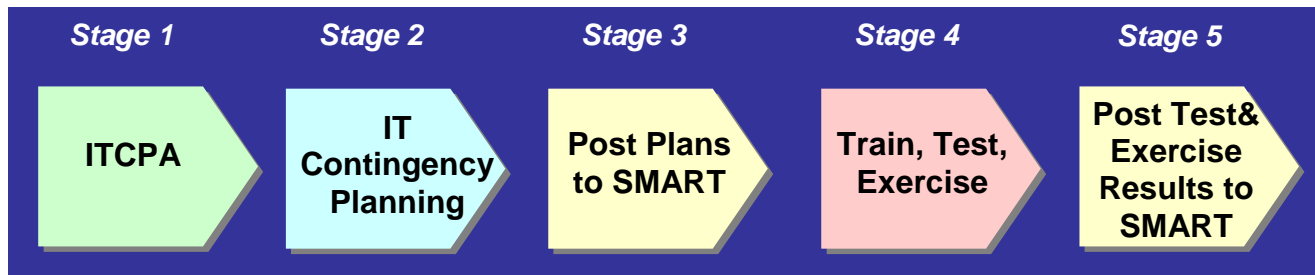 Stage 1
Stage 2
Stage 3
Stage 4
Stage 5
ITCPA
IT
Contingency
Planning
Post Plans
to SMART
Train, Test,
Exercise
Post Test&
Exercise
Results to
SMART